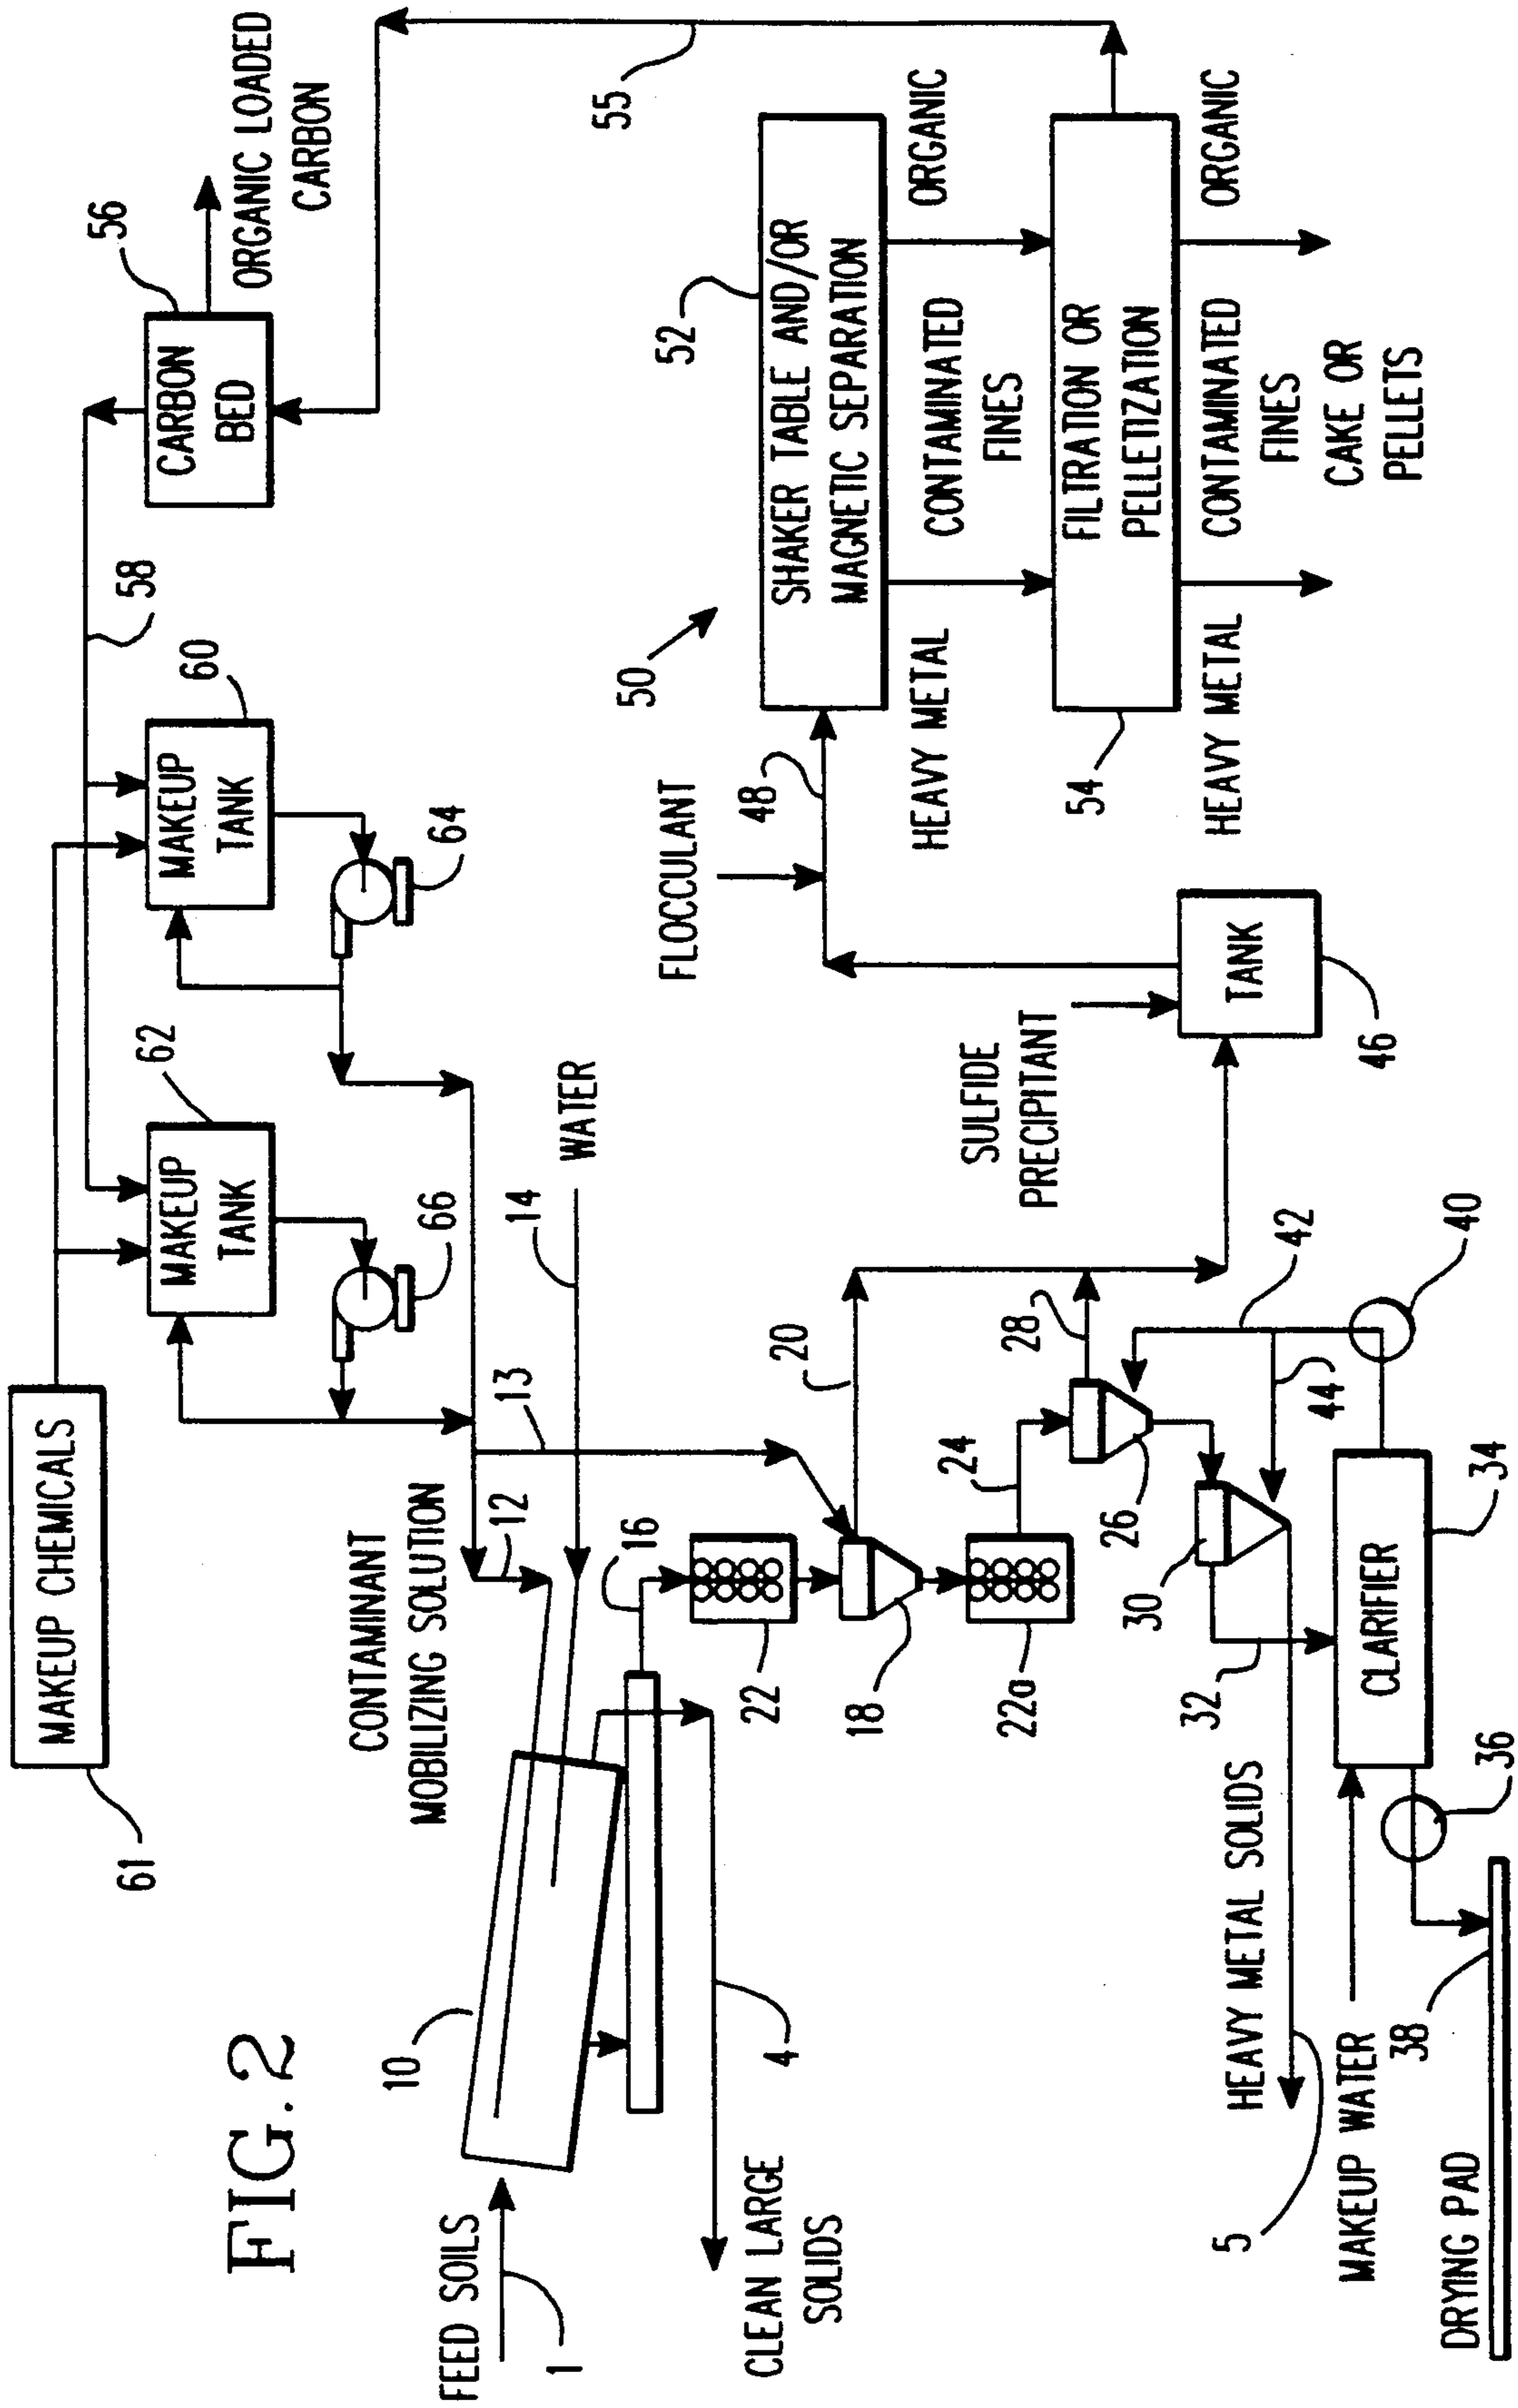 FIG. 2
MAKEUP CHEMICALS
61
MAKEUP
TANK
62
MAKEUP
TANK
60
58
CARBON
BED
56
ORGANIC LOADED
CARBON
55
66
64
CONTAMINANT
MOBILIZING SOLUTION
12
13
14
WATER
FEED SOILS
1
10
16
4
CLEAN LARGE
SOLIDS
22
18
20
22a
24
26
28
30
32
HEAVY METAL SOLIDS
5
MAKEUP WATER
CLARIFIER
34
36
38
DRYING PAD
40
42
44
SULFIDE
PRECIPITANT
TANK
46
FLOCCULANT
48
50
52
SHAKER TABLE AND/OR
MAGNETIC SEPARATION
HEAVY METAL
CONTAMINATED
FINES
ORGANIC
FILTRATION OR
PELLETIZATION
54
HEAVY METAL
CONTAMINATED
FINES
CAKE OR
PELLETS
ORGANIC